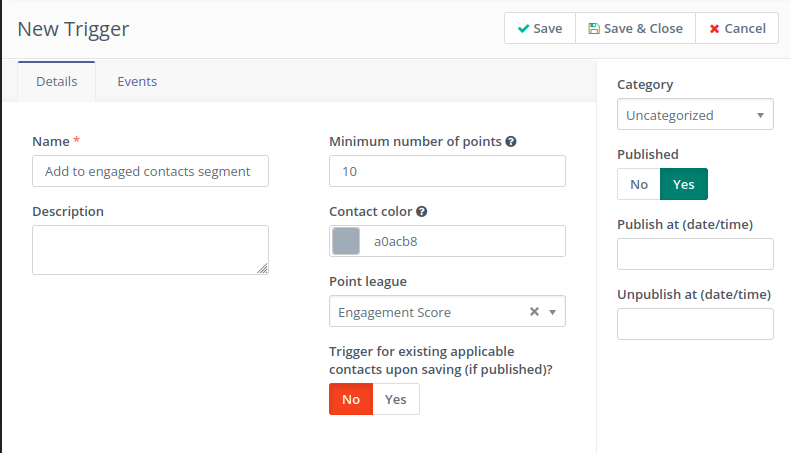 New Trigger
Save
Save & Close
Cancel
Details
Events
Name *
Add to engaged contacts segment
Description
Minimum number of points
10
Contact color
a0acb8
Point league
Engagement Score
Trigger for existing applicable
contacts upon saving (if published)?
No
Yes
Category
Uncategorized
Published
No
Yes
Publish at (date/time)
Unpublish at (date/time)